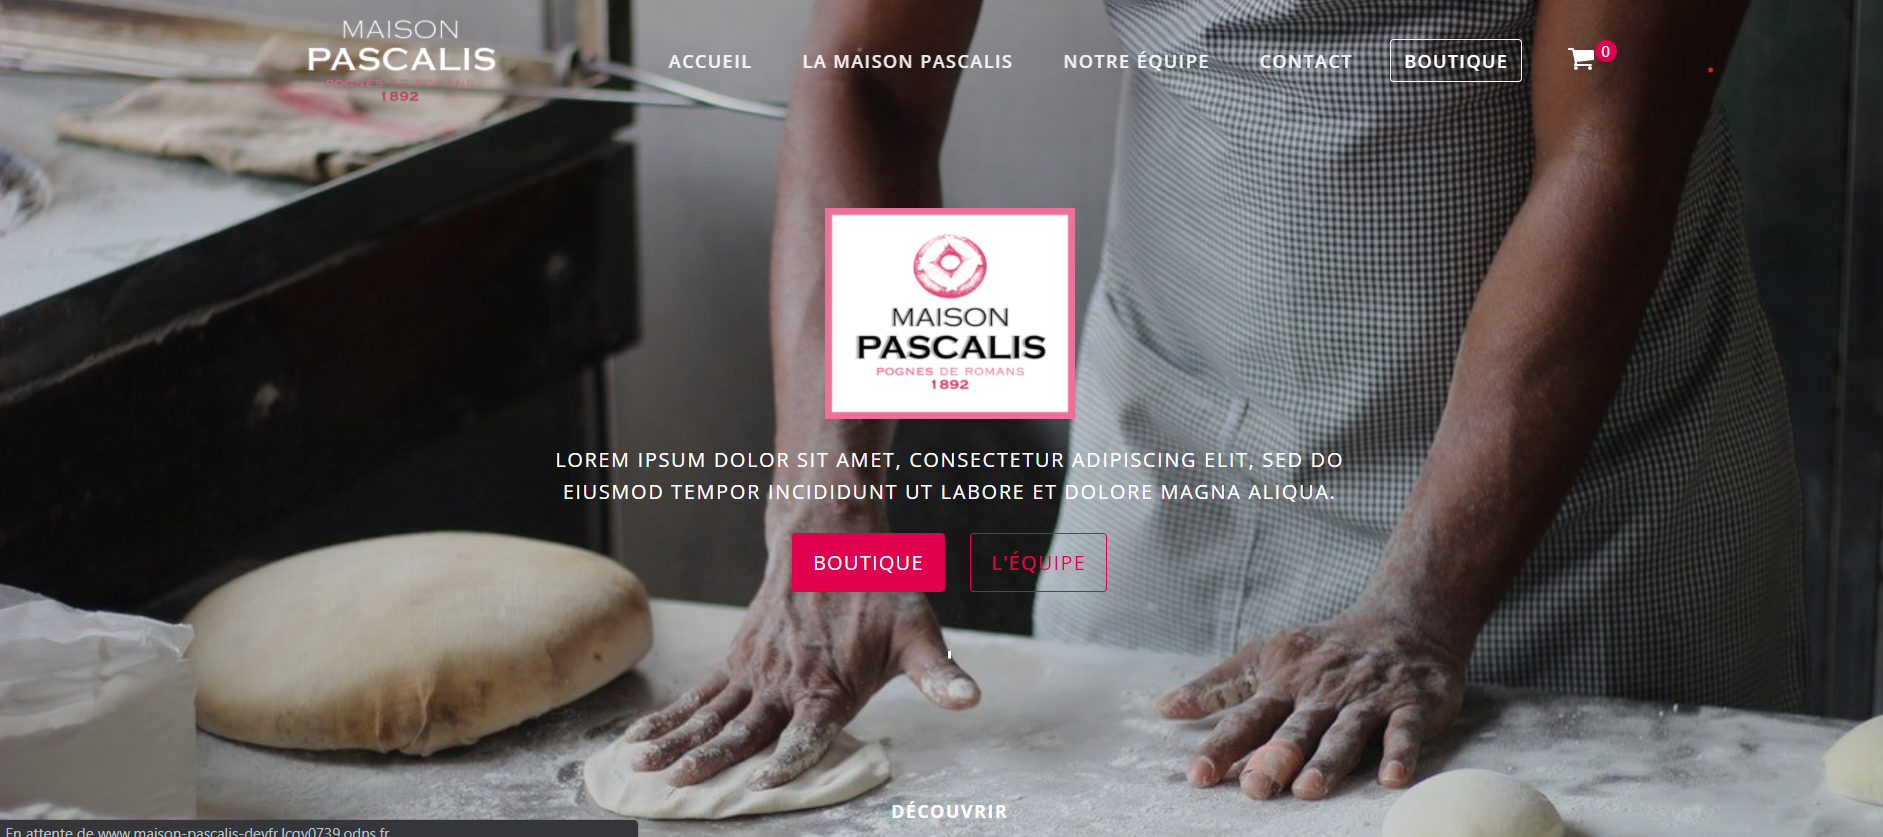 MAISON
PASCALIS
POGNES DE ROMANS
1892
ACCUEIL
LA MAISON PASCALIS
NOTRE ÉQUIPE
CONTACT
BOUTIQUE
0
MAISON
PASCALIS
POGNES DE ROMANS
1892
LOREM IPSUM DOLOR SIT AMET, CONSECTETUR ADIPISCING ELIT, SED DO
EIUSMOD TEMPOR INCIDIDUNT UT LABORE ET DOLORE MAGNA ALIQUA.
BOUTIQUE
L'ÉQUIPE
DÉCOUVRIR
En attente de www.maison-pascalis-devfr.lcqv0739.odns.fr